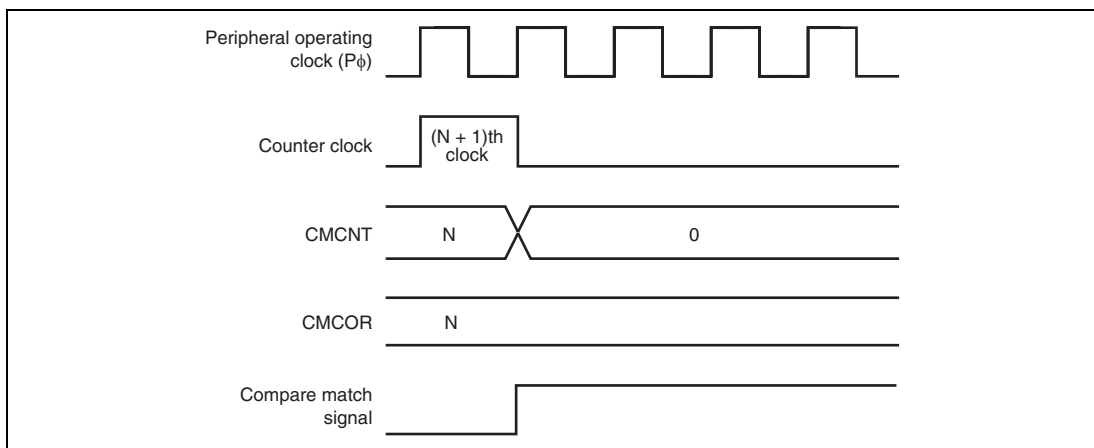 Peripheral operating
clock (Pϕ)
Counter clock
(N + 1)th
clock
CMCNT
N
0
CMCOR
N
Compare match
signal